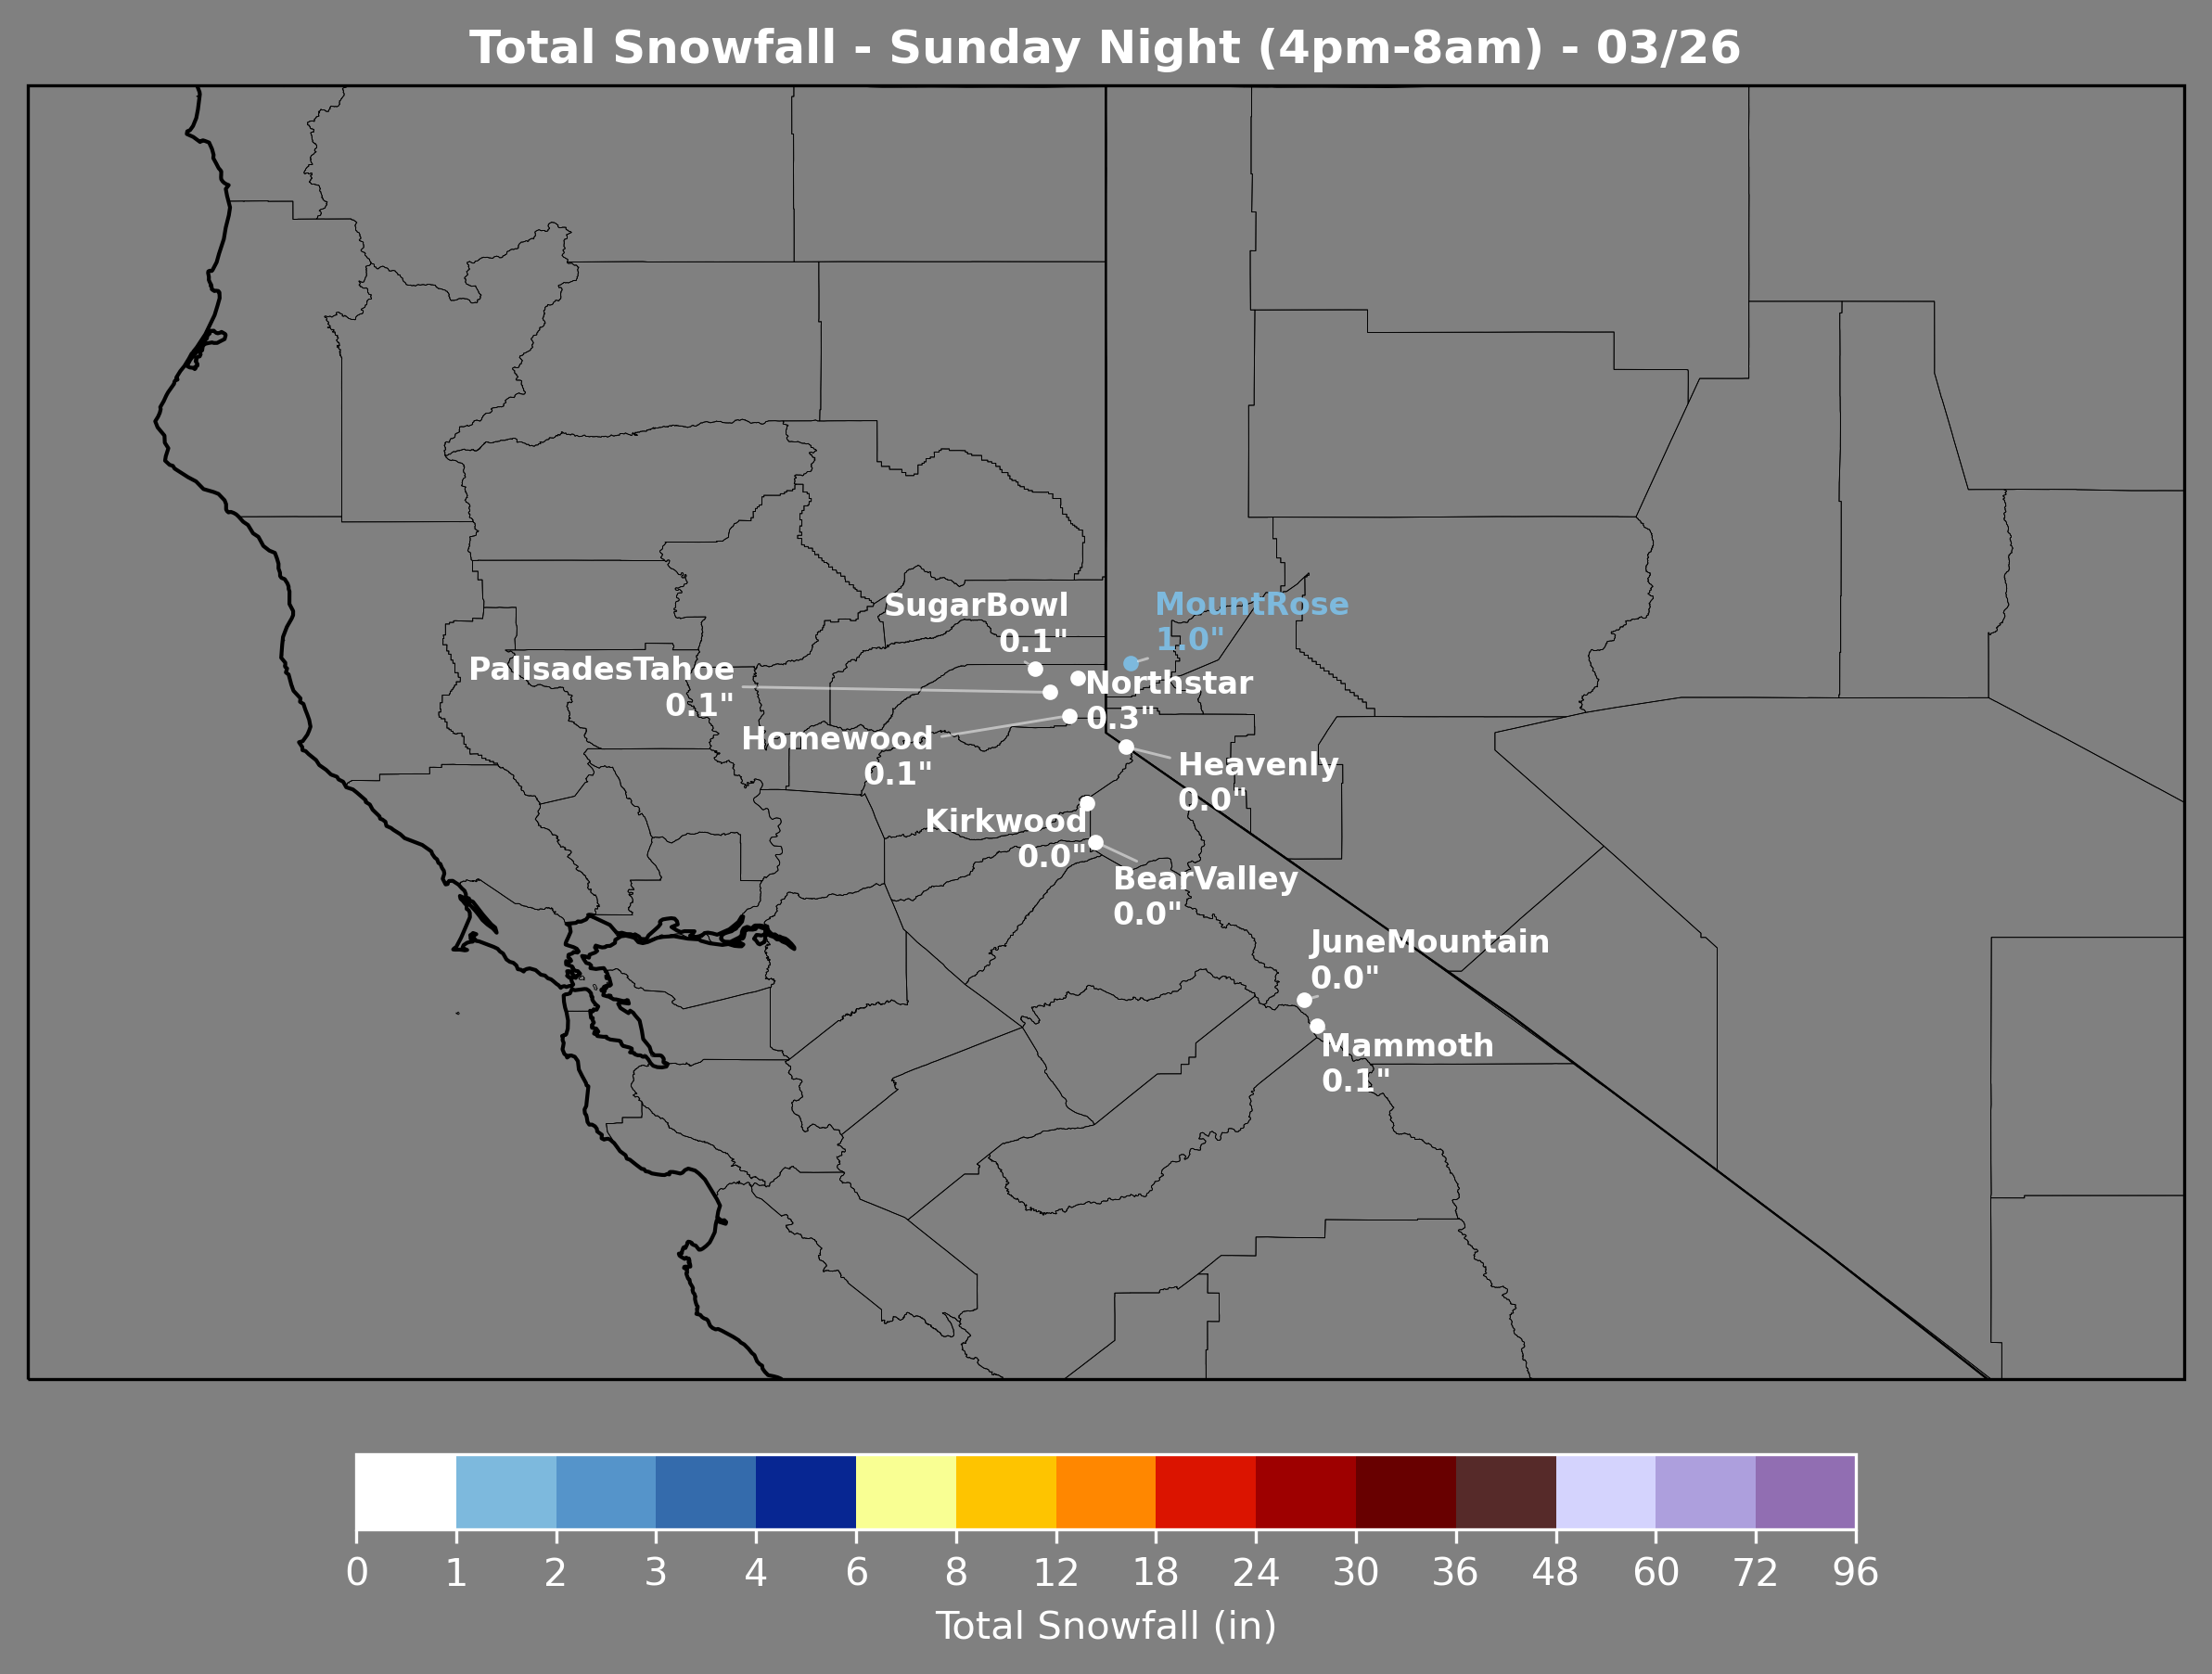 Total Snowfall - Sunday Night (4pm-8am) - 03/26
SugarBowl
0.1"
MountRose
1.0"
PalisadesTahoe
0.1"
Northstar
0.3"
Homewood
0.1"
Heavenly
0.0"
Kirkwood
0.0"
BearValley
0.0"
JuneMountain
0.0"
Mammoth
0.1"
0 1 2 3 4 6 8 12 18 24 30 36 48 60 72 96
Total Snowfall (in)